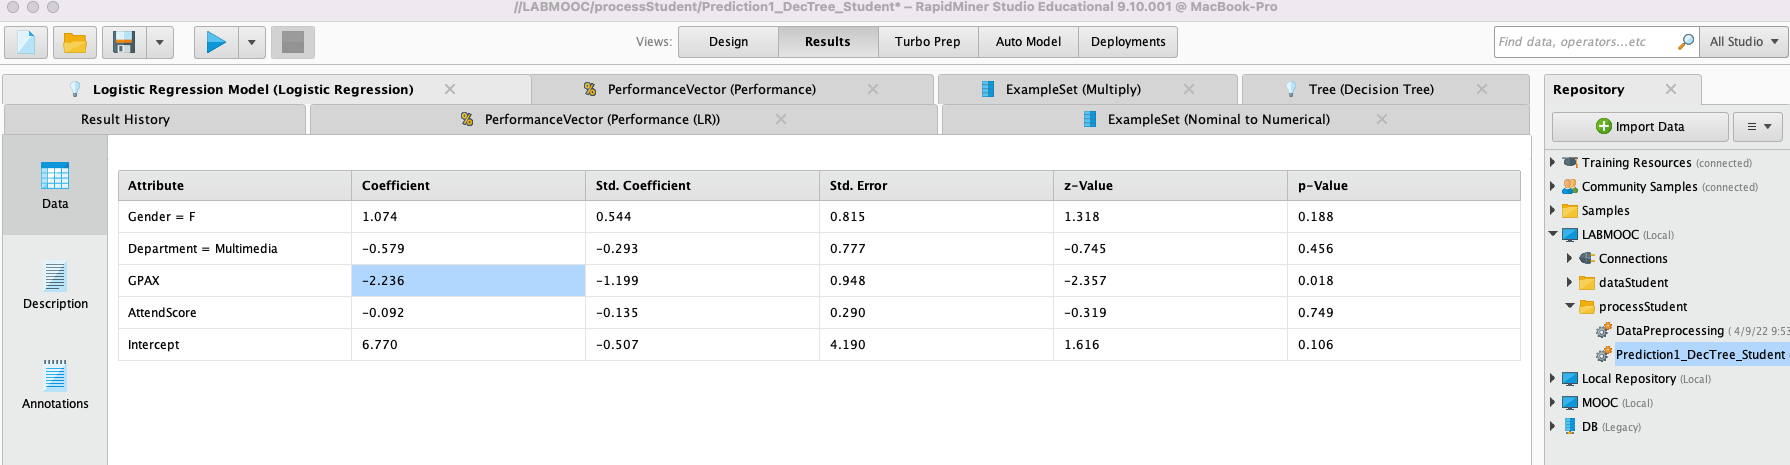 //LABMOOC/processStudent/Prediction1_DecTree_Student* – RapidMiner Studio Educational 9.10.001 @ MacBook-Pro
Views: Design Results Turbo Prep Auto Model Deployments
Find data, operators...etc All Studio
Logistic Regression Model (Logistic Regression) PerformanceVector (Performance) ExampleSet (Multiply) Tree (Decision Tree)
Result History PerformanceVector (Performance (LR)) ExampleSet (Nominal to Numerical)
Data
Description
Annotations
Attribute Coefficient Std. Coefficient Std. Error z-Value p-Value
Gender = F 1.074 0.544 0.815 1.318 0.188
Department = Multimedia -0.579 -0.293 0.777 -0.745 0.456
GPAX -2.236 -1.199 0.948 -2.357 0.018
AttendScore -0.092 -0.135 0.290 -0.319 0.749
Intercept 6.770 -0.507 4.190 1.616 0.106
Repository
Import Data
Training Resources (connected)
Community Samples (connected)
Samples
LABMOOC (Local)
Connections
dataStudent
processStudent
DataPreprocessing ( 4/9/22 9:53
Prediction1_DecTree_Student
Local Repository (Local)
MOOC (Local)
DB (Legacy)